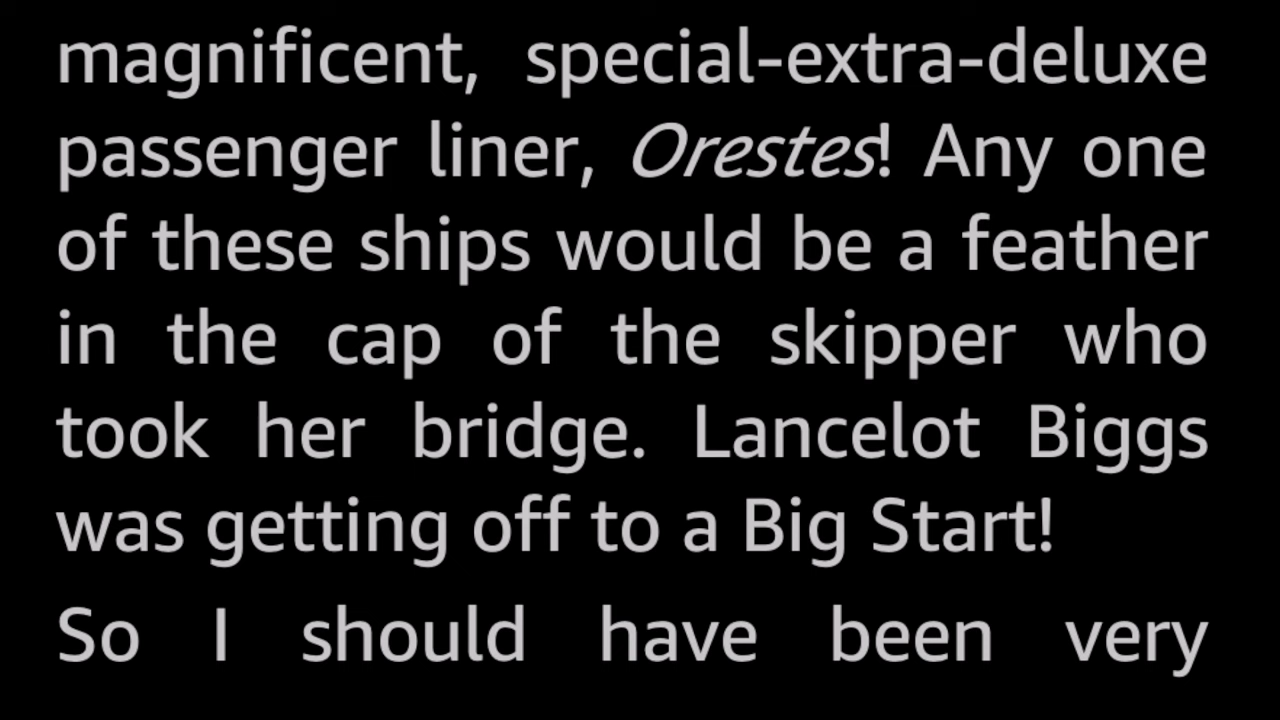 magnificent, special-extra-deluxe
passenger liner, Orestes! Any one
of these ships would be a feather
in the cap of the skipper who
took her bridge. Lancelot Biggs
was getting off to a Big Start!
So I should have been very